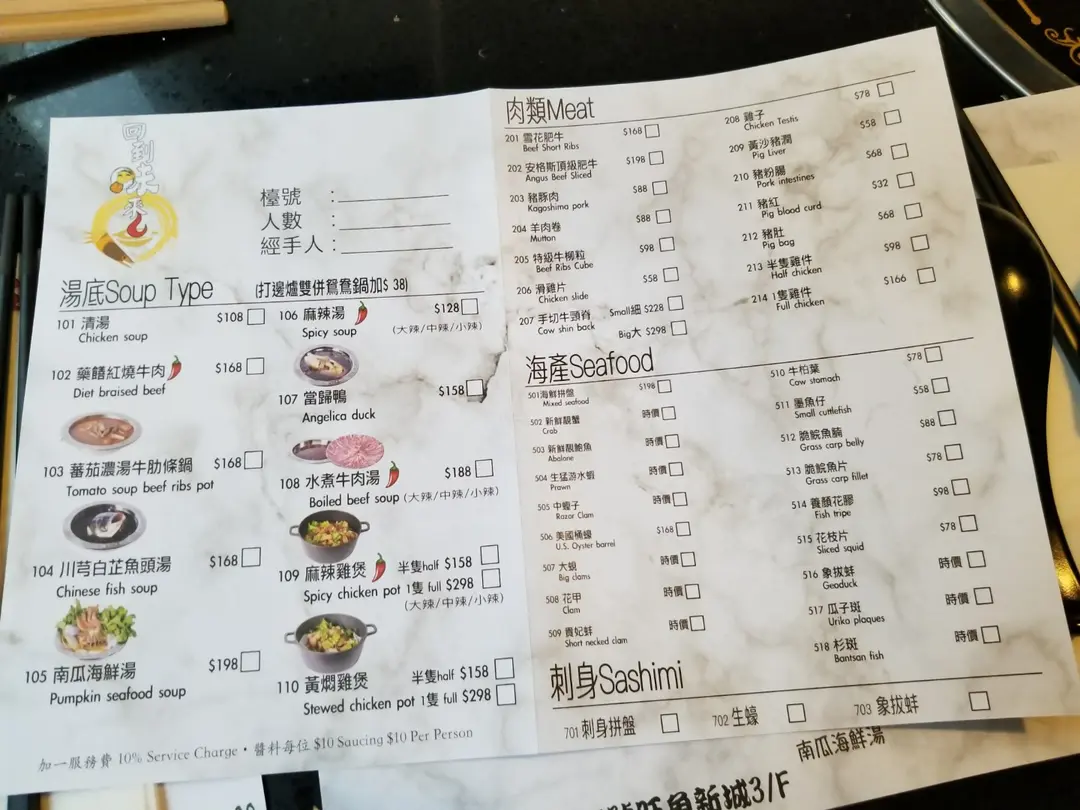 回到未來
檯號 :
人數 :
經手人 :
湯底Soup Type (打邊爐雙併鴛鴦鍋加$ 38)
101 清湯 $108
Chicken soup
102 藥饍紅燒牛肉 $168
Diet braised beef
103 蕃茄濃湯牛肋條鍋 $168
Tomato soup beef ribs pot
104 川芎白芷魚頭湯 $168
Chinese fish soup
105 南瓜海鮮湯 $198
Pumpkin seafood soup
106 麻辣湯 $128
Spicy soup (大辣/中辣/小辣)
107 當歸鴨 $158
Angelica duck
108 水煮牛肉湯 $188
Boiled beef soup (大辣/中辣/小辣)
109 麻辣雞煲 半隻half $158
Spicy chicken pot 1隻 full $298
(大辣/中辣/小辣)
110 黃燜雞煲 半隻half $158
Stewed chicken pot 1隻 full $298
加一服務費 10% Service Charge • 醬料每位 $10 Saucing $10 Per Person
肉類Meat
201 雪花肥牛 $168
Beef Short Ribs
202 安格斯頂級肥牛 $198
Angus Beef Sliced
203 豬豚肉 $88
Kagoshima pork
204 羊肉卷 $88
Mutton
205 特級牛柳粒 $98
Beef Ribs Cube
206 滑雞片 $58
Chicken slide
207 手切牛頸脊 Small細 $228
Cow shin back Big大 $298
208 雞子 $78
Chicken Testis
209 黃沙豬潤 $58
Pig Liver
210 豬粉腸 $68
Pork intestines
211 豬紅 $32
Pig blood curd
212 豬肚 $68
Pig bag
213 半隻雞件 $98
Half chicken
214 1隻雞件 $166
Full chicken
海產Seafood
501海鮮拼盤 $198
Mixed seafood
502 新鮮靚蟹 時價
Crab
503 新鮮靚鮑魚 時價
Abalone
504 生猛游水蝦 時價
Prawn
505 中蟶子 時價
Razor Clam
506 美國桶蠔 $168
U.S. Oyster barrel
507 大蜆 時價
Big clams
508 花甲 時價
Clam
509 貴妃蚌 時價
Short necked clam
510 牛柏葉 $78
Caw stomach
511 墨魚仔 $58
Small cuttlefish
512 脆脘魚腩 $88
Grass carp belly
513 脆脘魚片 $78
Grass carp fillet
514 養顏花膠 $98
Fish tripe
515 花枝片 $78
Sliced squid
516 象拔蚌 時價
Geoduck
517 瓜子斑 時價
Uriko plaques
518 杉斑 時價
Bantsan fish
刺身Sashimi
701 刺身拼盤
702 生蠔
703 象拔蚌
南瓜海鮮湯
旺角新城3/F